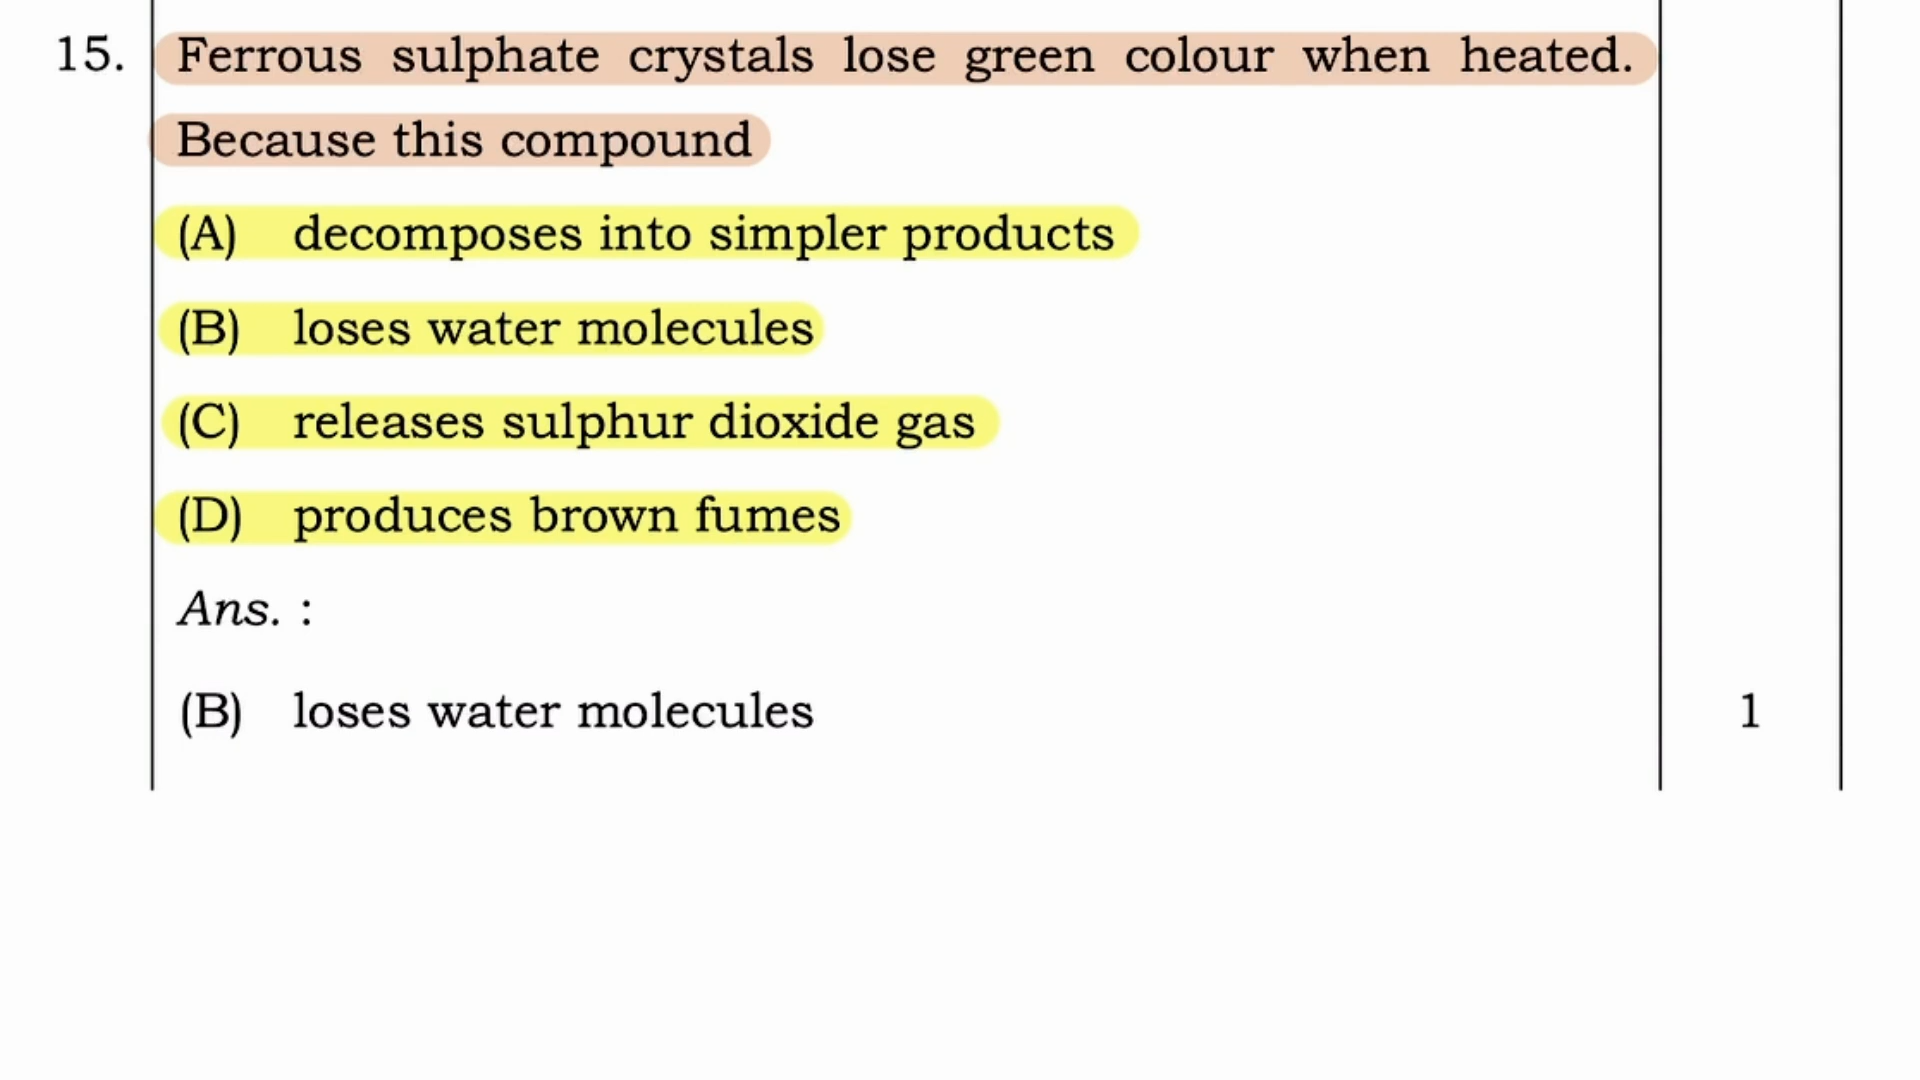 15. Ferrous sulphate crystals lose green colour when heated.
Because this compound
(A) decomposes into simpler products
(B) loses water molecules
(C) releases sulphur dioxide gas
(D) produces brown fumes
Ans. :
(B) loses water molecules 1